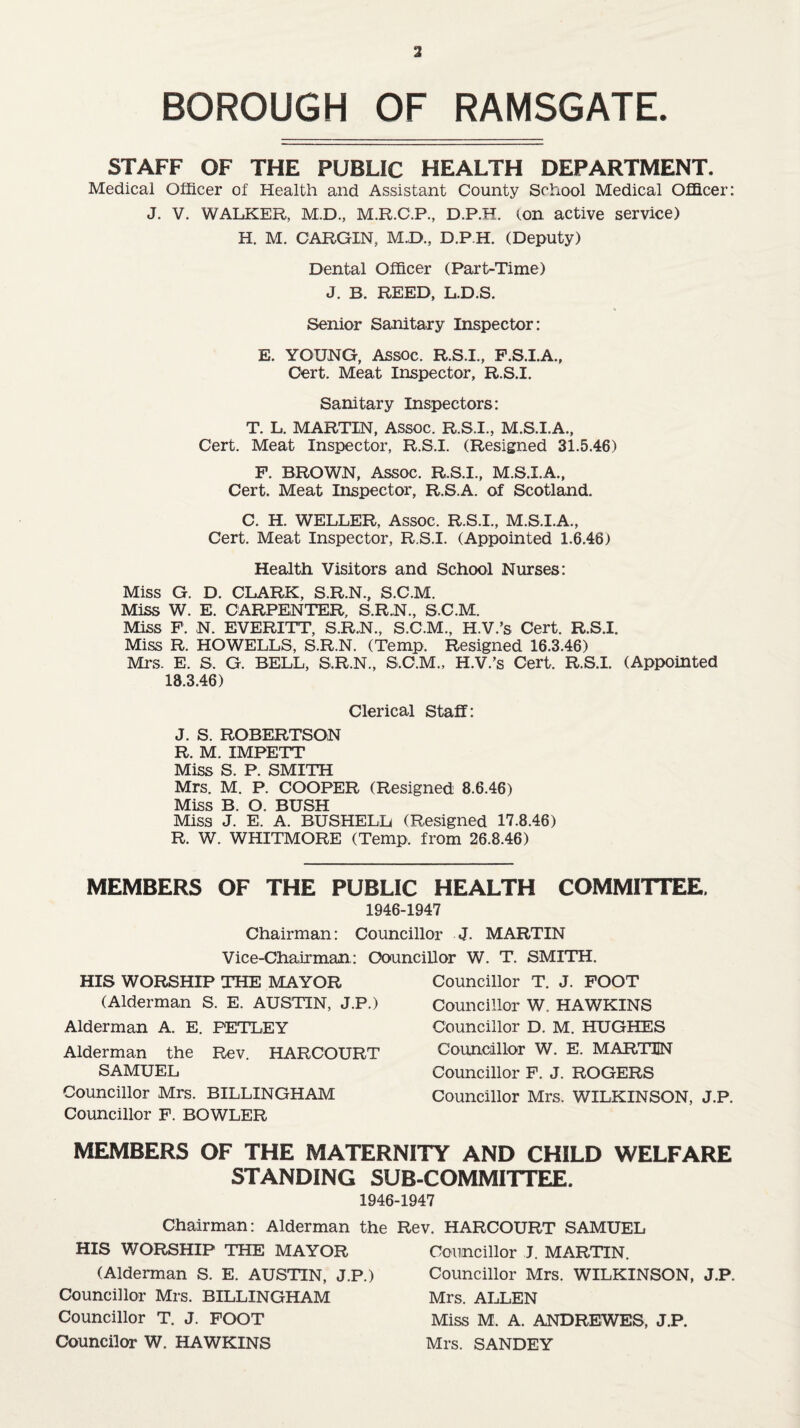 2
BOROUGH OF RAMSGATE.
STAFF OF THE PUBLIC HEALTH DEPARTMENT.
Medical Officer of Health and Assistant County School Medical Officer:
J. V. WALKER, M.D., M.R.C.P., D.P.H. (on active service)
H. M. CARGIN, M.D., D.P.H. (Deputy)
Dental Officer (Part-Time)
J. B. REED, L.D.S.
Senior Sanitary Inspector:
E. YOUNG, Assoc. R.S.I., F.S.I.A.,
Cert. Meat Inspector, R.S.I.
Sanitary Inspectors:
T. L. MARTIN, Assoc. R.S.I., M.S.I.A.,
Cert. Meat Inspector, R.S.I. (Resigned 31.5.46)
F. BROWN, Assoc. R.S.I., M.S.I.A.,
Cert. Meat Inspector, R.S.A. of Scotland.
C. H. WELLER, Assoc. R.S.I., M.S.I.A.,
Cert. Meat Inspector, R.S.I. (Appointed 1.6.46)
Health Visitors and School Nurses:
Miss G. D. CLARK, S.R.N., S.C.M.
Miss W. E. CARPENTER, S.R.N., S.C.M.
Miss F. N. EVERITT, S.R.N., S.C.M., H.V.'s Cert. R.S.I.
Miss R. HOWELLS, S.R.N. (Temp. Resigned 16.3.46)
Mrs. E. S. G. BELL, S.R.N., S.C.M., H.V.'s Cert. R.S.I. (Appointed
18.3.46)
Clerical Staff:
J. S. ROBERTSON
R. M. IMPETT
Miss S. P. SMITH
Mrs. M. P. COOPER (Resigned 8.6.46)
Miss B. O. BUSH
Miss J. E. A. BUSHELL (Resigned 17.8.46)
R. W. WHITMORE (Temp. from 26.8.46)
MEMBERS OF THE PUBLIC HEALTH COMMITTEE.
1946-1947
Chairman: Councillor J. MARTIN
Vice-Chairman: Councillor W. T. SMITH.
HIS WORSHIP THE MAYOR
(Alderman S. E. AUSTIN, J.P.)
Alderman A. E. PETLEY
Alderman the Rev. HARCOURT
SAMUEL
Councillor Mrs. BILLINGHAM
Councillor F. BOWLER
Councillor T. J. FOOT
Councillor W. HAWKINS
Councillor D. M. HUGHES
Councillor W. E. MARTIN
Councillor F. J. ROGERS
Councillor Mrs. WILKINSON, J.P.
MEMBERS OF THE MATERNITY AND CHILD WELFARE
STANDING SUB-COMMITTEE.
1946-1947
Chairman: Alderman the Rev. HARCOURT SAMUEL
HIS WORSHIP THE MAYOR
(Alderman S. E. AUSTIN, J.P.)
Councillor Mrs. BILLINGHAM
Councillor T. J. FOOT
Councilor W. HAWKINS
Councillor J. MARTIN.
Councillor Mrs. WILKINSON, J.P.
Mrs. ALLEN
Miss M. A. ANDREWES, J.P.
Mrs. SANDEY